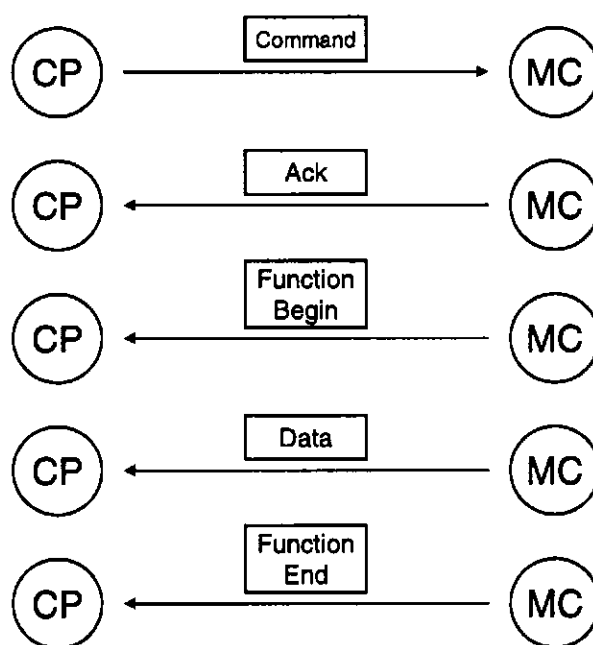 Command
CP MC
Ack
CP MC
Function
Begin
CP MC
Data
CP MC
Function
End
CP MC